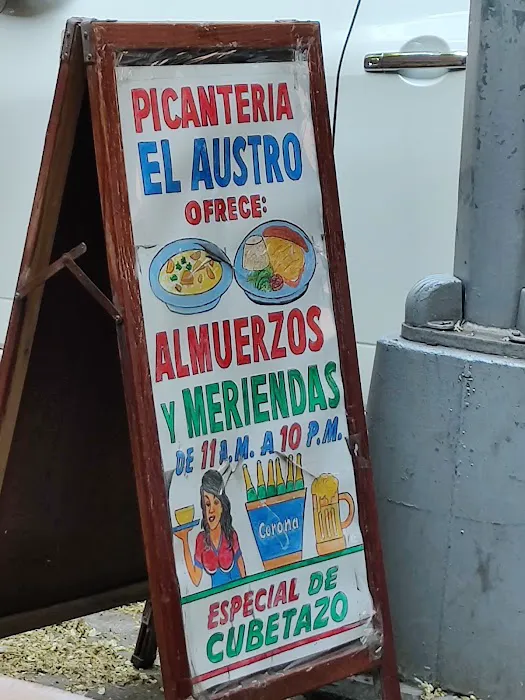 PICANTERIA
EL AUSTRO
OFRECE:
ALMUERZOS
Y MERIENDAS
DE 11 A.M. A 10 P.M.
Corona
ESPECIAL DE
CUBETAZO